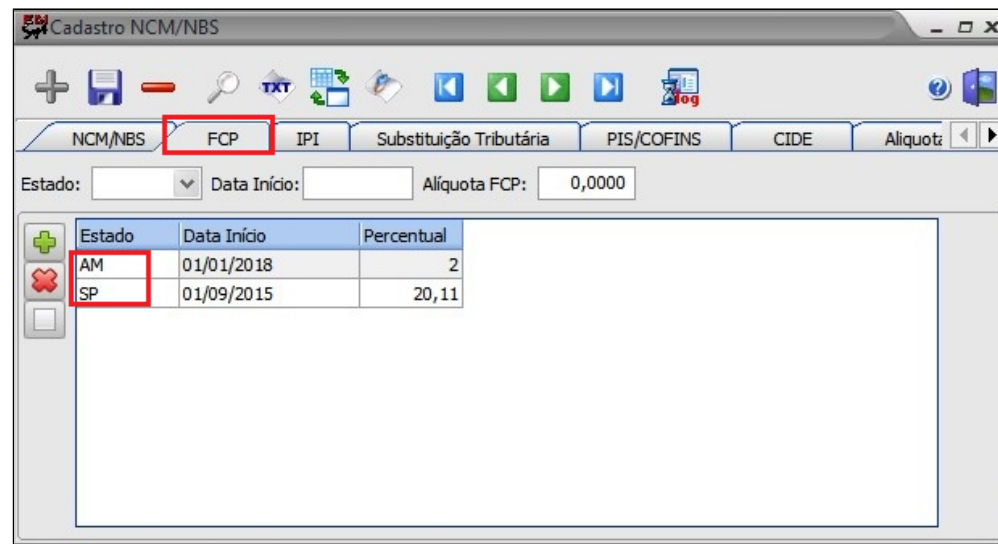 Cadastro NCM/NBS
TXT
log
NCM/NBS FCP IPI Substituição Tributária PIS/COFINS CIDE Aliquota
Estado: Data Início: Alíquota FCP: 0,0000
Estado Data Início Percentual
AM 01/01/2018 2
SP 01/09/2015 20,11